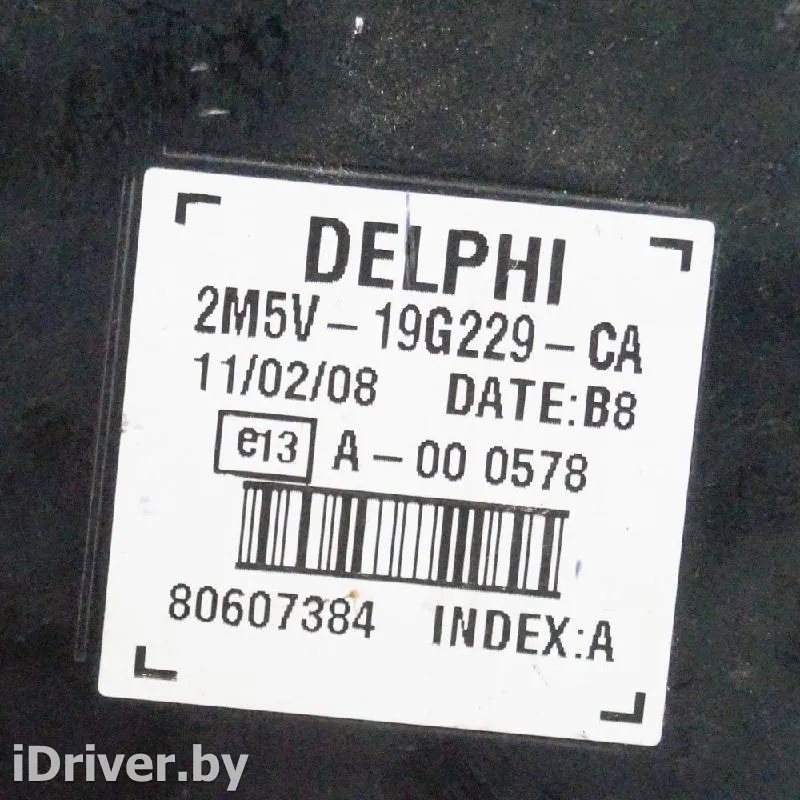 DELPHI
2M5V-19G229-CA
11/02/08 DATE:B8
e13 A-00 0578
80607384 INDEX:A
iDriver.by